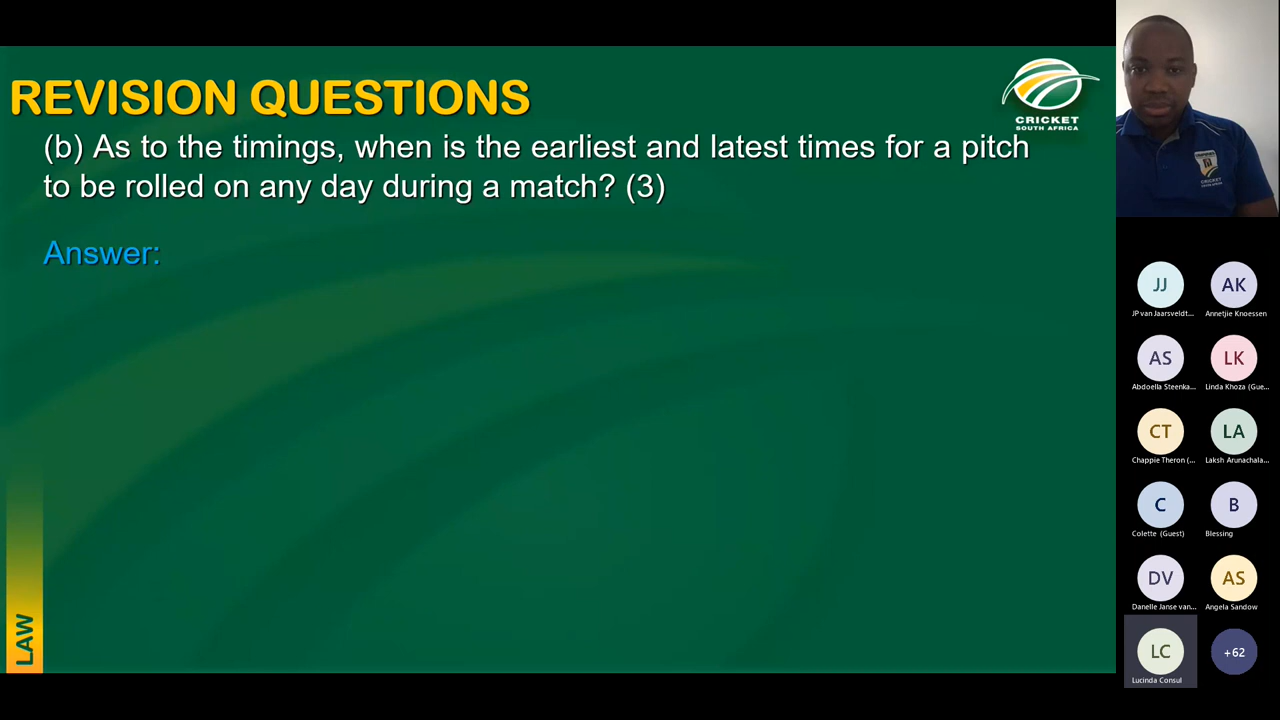 REVISION QUESTIONS
CRICKET
SOUTH AFRICA
(b) As to the timings, when is the earliest and latest times for a pitch
to be rolled on any day during a match? (3)
Answer:
LAW
CRICKET
SOUTH AFRICA
JJ
JP van Jaarsveldt...
AK
Annetjie Knoessen
AS
Abdoella Steenka...
LK
Linda Khoza (Gue...
CT
Chappie Theron (...
LA
Laksh Arunachala...
C
Colette (Guest)
B
Blessing
DV
Danelle Janse van...
AS
Angela Sandow
LC
Lucinda Consul
+62